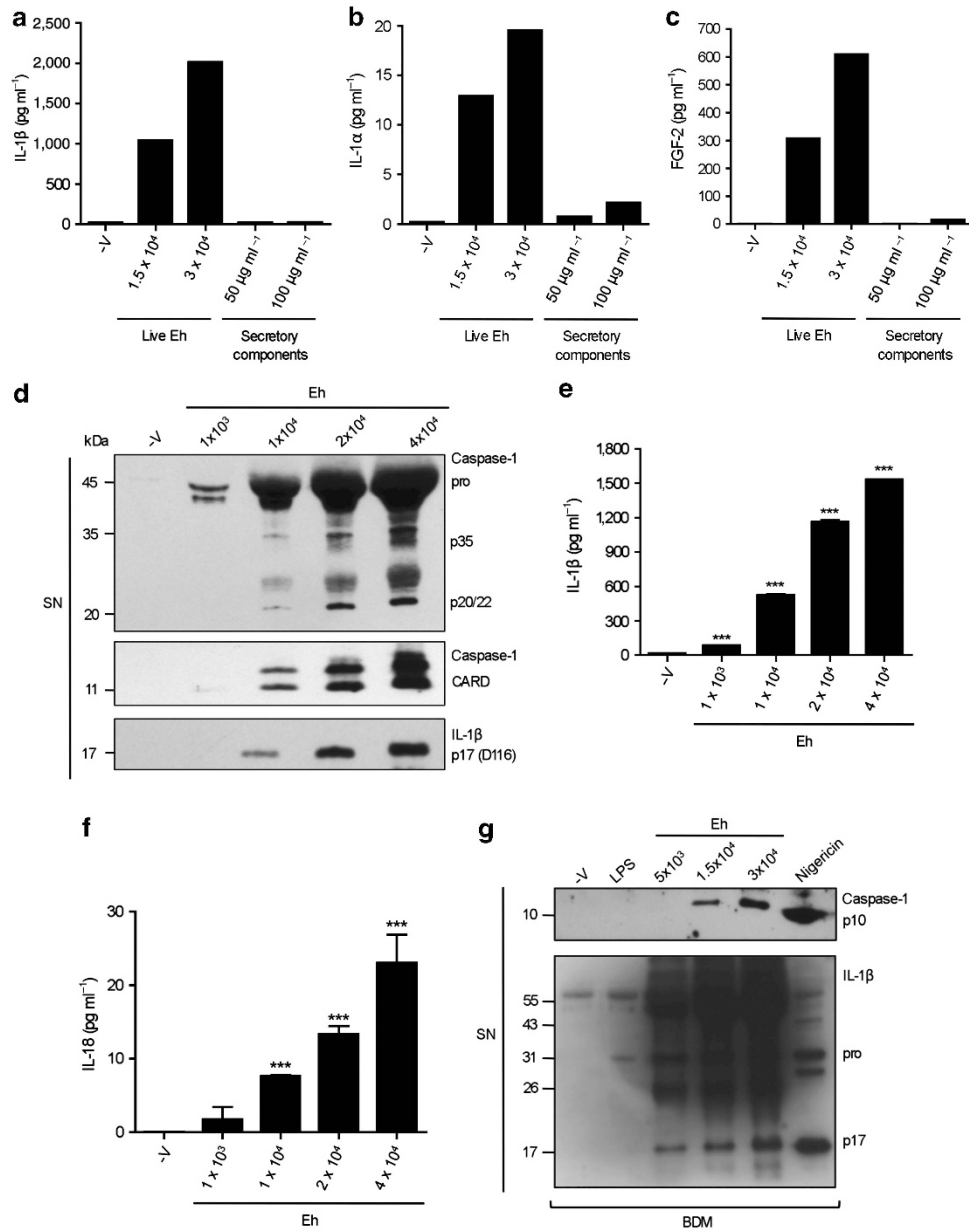 a
IL-1β (pg ml⁻¹)
2,500
2,000
1,500
1,000
500
0
–V
1.5 x 10⁴
3 x 10⁴
50 µg ml⁻¹
100 µg ml⁻¹
Live Eh
Secretory
components
b
IL-1α (pg ml⁻¹)
20
15
10
5
0
–V
1.5 x 10⁴
3 x 10⁴
50 µg ml⁻¹
100 µg ml⁻¹
Live Eh
Secretory
components
c
FGF-2 (pg ml⁻¹)
700
600
500
400
300
200
100
0
–V
1.5 x 10⁴
3 x 10⁴
50 µg ml⁻¹
100 µg ml⁻¹
Live Eh
Secretory
components
d
Eh
kDa
–V
1x10³
1x10⁴
2x10⁴
4x10⁴
Caspase-1
45
pro
35
p35
SN
20
p20/22
Caspase-1
11
CARD
IL-1β
17
p17 (D116)
e
IL-1β (pg ml⁻¹)
1,800
1,500
1,200
900
600
300
0
***
***
***
***
–V
1 x 10³
1 x 10⁴
2 x 10⁴
4 x 10⁴
Eh
f
IL-18 (pg ml⁻¹)
30
20
10
0
***
***
***
–V
1 x 10³
1 x 10⁴
2 x 10⁴
4 x 10⁴
Eh
g
Eh
–V
LPS
5x10³
1.5x10⁴
3x10⁴
Nigericin
Caspase-1
10
p10
IL-1β
SN
55
43
31
pro
26
17
p17
BDM